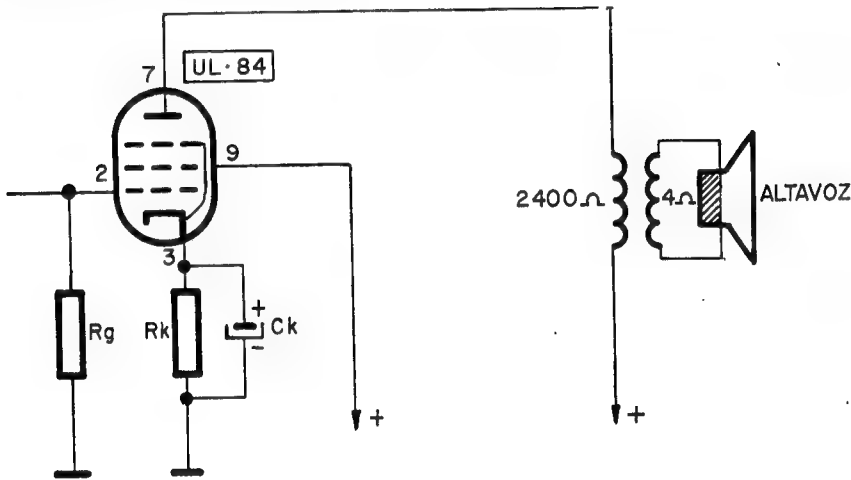 7
UL·84
2
9
3
Rg
Rk
+
-
Ck
+
2400Ω
4Ω
ALTAVOZ
+